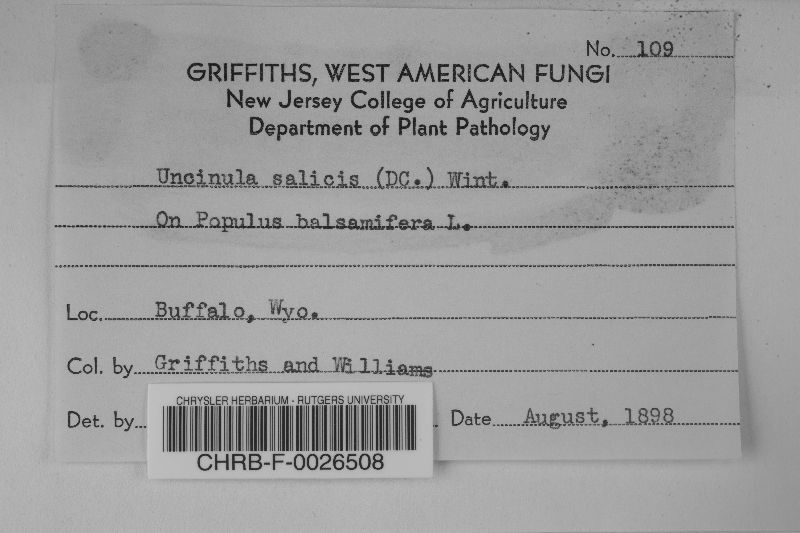 No. 109
GRIFFITHS, WEST AMERICAN FUNGI
New Jersey College of Agriculture
Department of Plant Pathology
Uncinula salicis (DC.) Wint.
On Populus balsamifera L.
Loc. Buffalo, Wyo.
Col. by Griffiths and Williams
Det. by Date August, 1898
CHRYSLER HERBARIUM - RUTGERS UNIVERSITY
CHRB-F-0026508